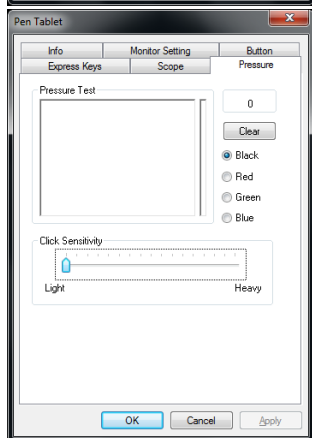 Pen Tablet
Info Monitor Setting Button
Express Keys Scope Pressure
Pressure Test
0
Clear
Black
Red
Green
Blue
Click Sensitivity
Light Heavy
OK Cancel Apply